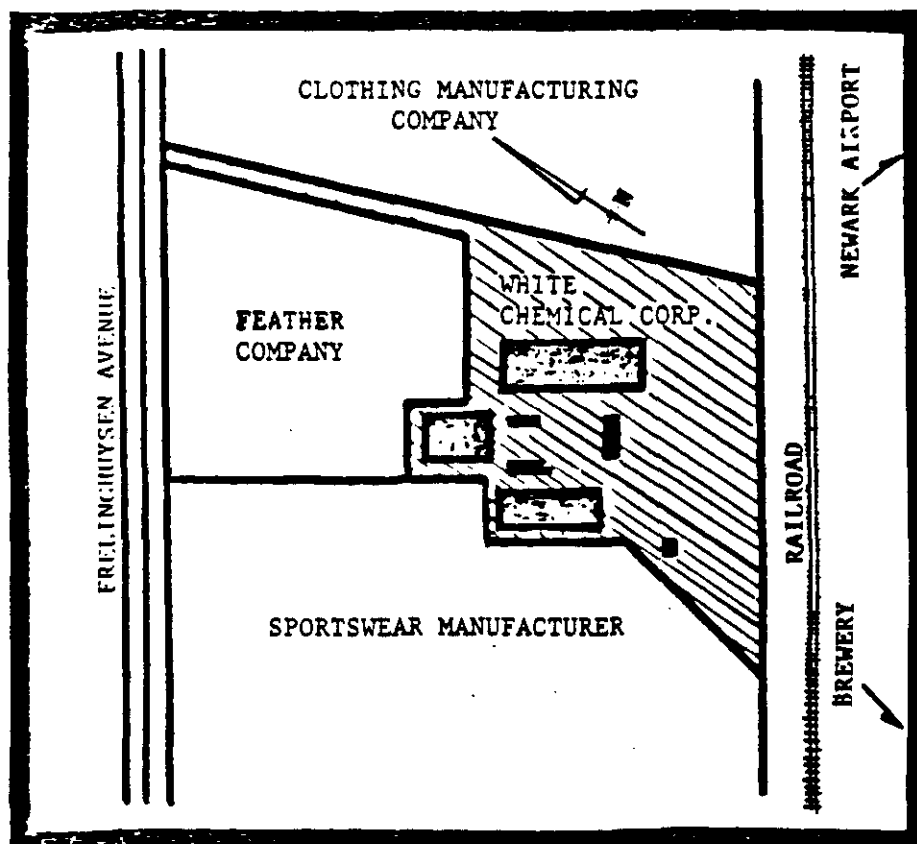 CLOTHING MANUFACTURING
COMPANY
N
WHITE
CHEMICAL CORP.
FEATHER
COMPANY
FRELINGHUYSEN AVENUE
SPORTSWEAR MANUFACTURER
RAILROAD
NEWARK AIRPORT
BREWERY